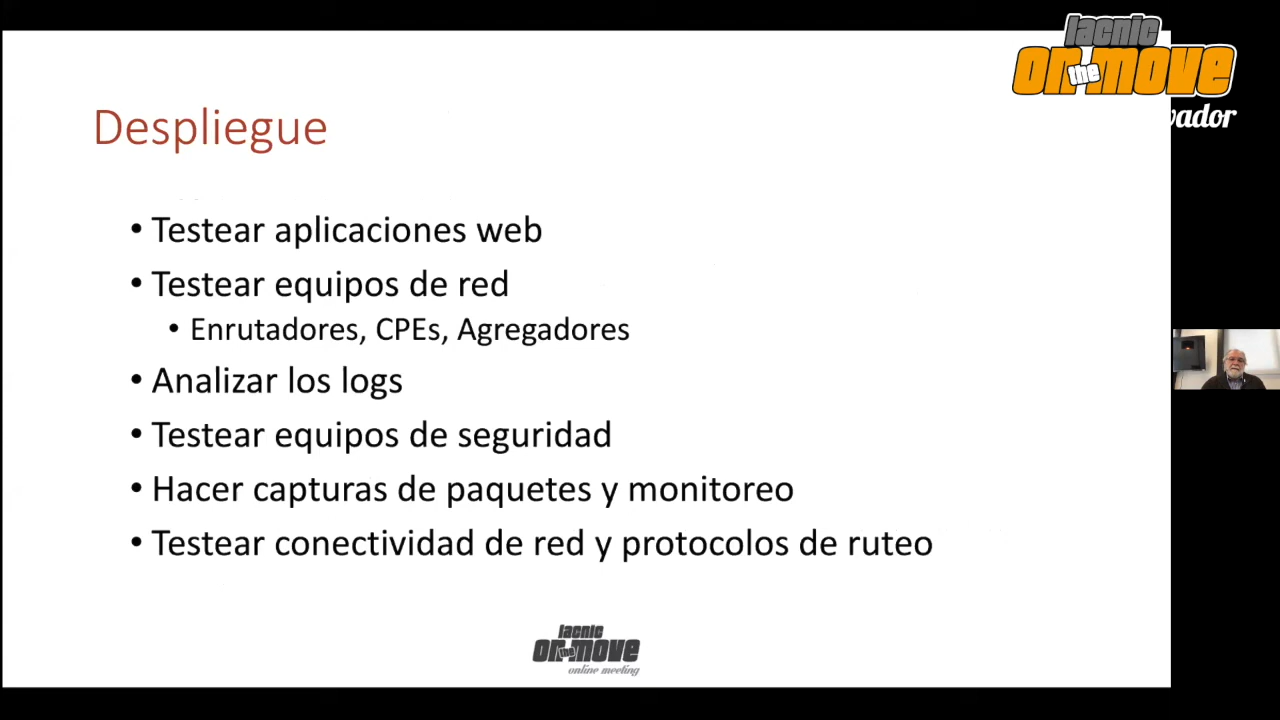 lacnic
on the move
vador
Despliegue
• Testear aplicaciones web
• Testear equipos de red
• Enrutadores, CPEs, Agregadores
• Analizar los logs
• Testear equipos de seguridad
• Hacer capturas de paquetes y monitoreo
• Testear conectividad de red y protocolos de ruteo
lacnic
on the move
online meeting